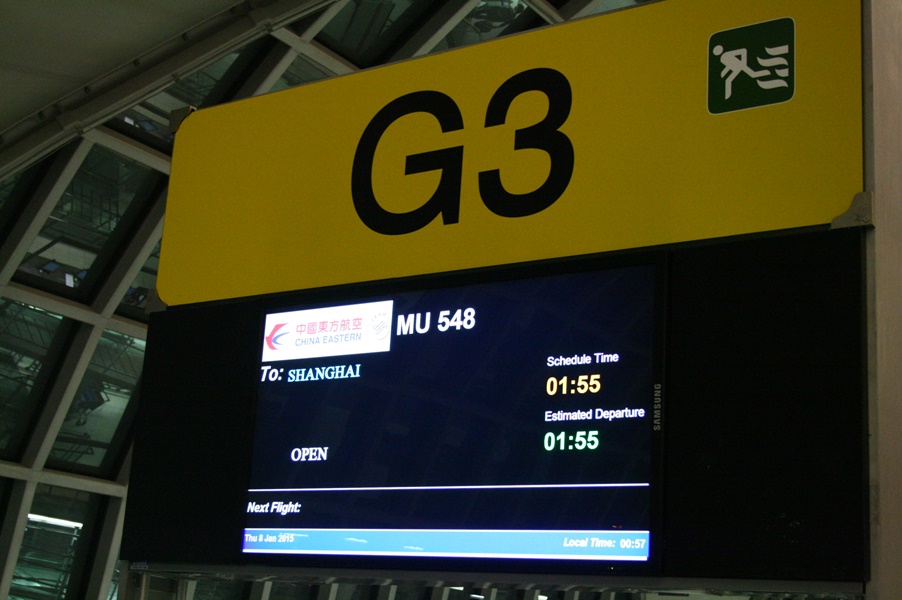 G3
中國東方航空
CHINA EASTERN
MU 548
To: SHANGHAI
Schedule Time
01:55
Estimated Departure
01:55
OPEN
Next Flight:
Thu 8 Jan 2015
Local Time: 00:57
SAMSUNG